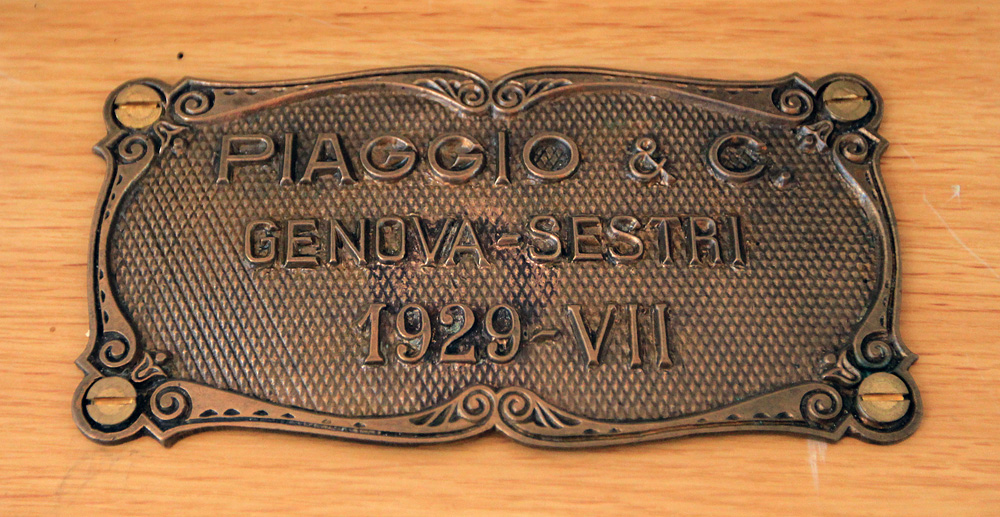 PIAGGIO & C.
GENOVA-SESTRI
1929-VII